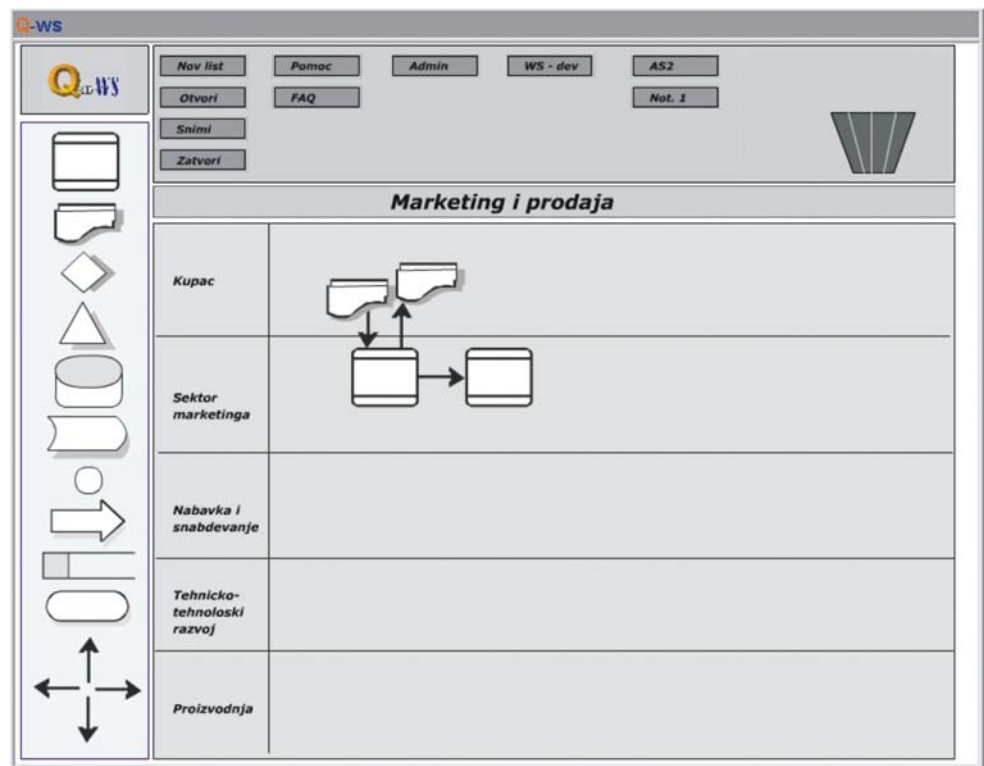 Q-WS
Nov list Pomoc Admin WS - dev AS2
Otvori FAQ Not. 1
Snimi
Zatvori
Marketing i prodaja
Kupac
Sektor
marketinga
Nabavka i
snabdevanje
Tehnicko-
tehnoloski
razvoj
Proizvodnja